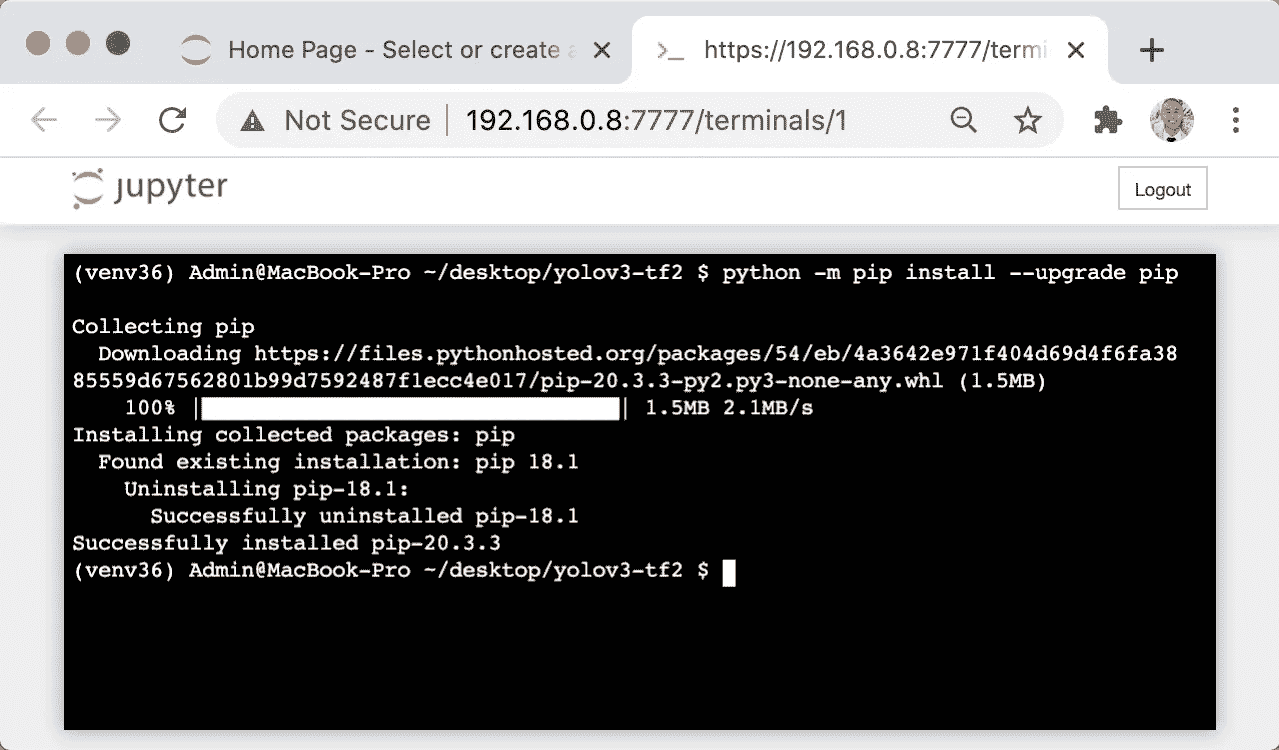 Home Page - Select or create a
https://192.168.0.8:7777/termi
Not Secure 192.168.0.8:7777/terminals/1
jupyter
Logout
(venv36) Admin@MacBook-Pro ~/desktop/yolov3-tf2 $ python -m pip install --upgrade pip
Collecting pip
Downloading https://files.pythonhosted.org/packages/54/eb/4a3642e971f404d69d4f6fa38
85559d67562801b99d7592487f1ecc4e017/pip-20.3.3-py2.py3-none-any.whl (1.5MB)
100% | | 1.5MB 2.1MB/s
Installing collected packages: pip
Found existing installation: pip 18.1
Uninstalling pip-18.1:
Successfully uninstalled pip-18.1
Successfully installed pip-20.3.3
(venv36) Admin@MacBook-Pro ~/desktop/yolov3-tf2 $